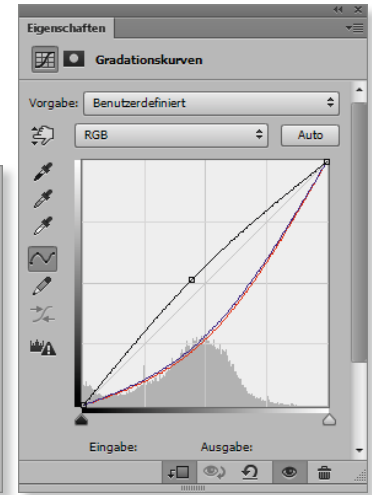 Eigenschaften
Gradationskurven
Vorgabe: Benutzerdefiniert
RGB Auto
Eingabe: Ausgabe: